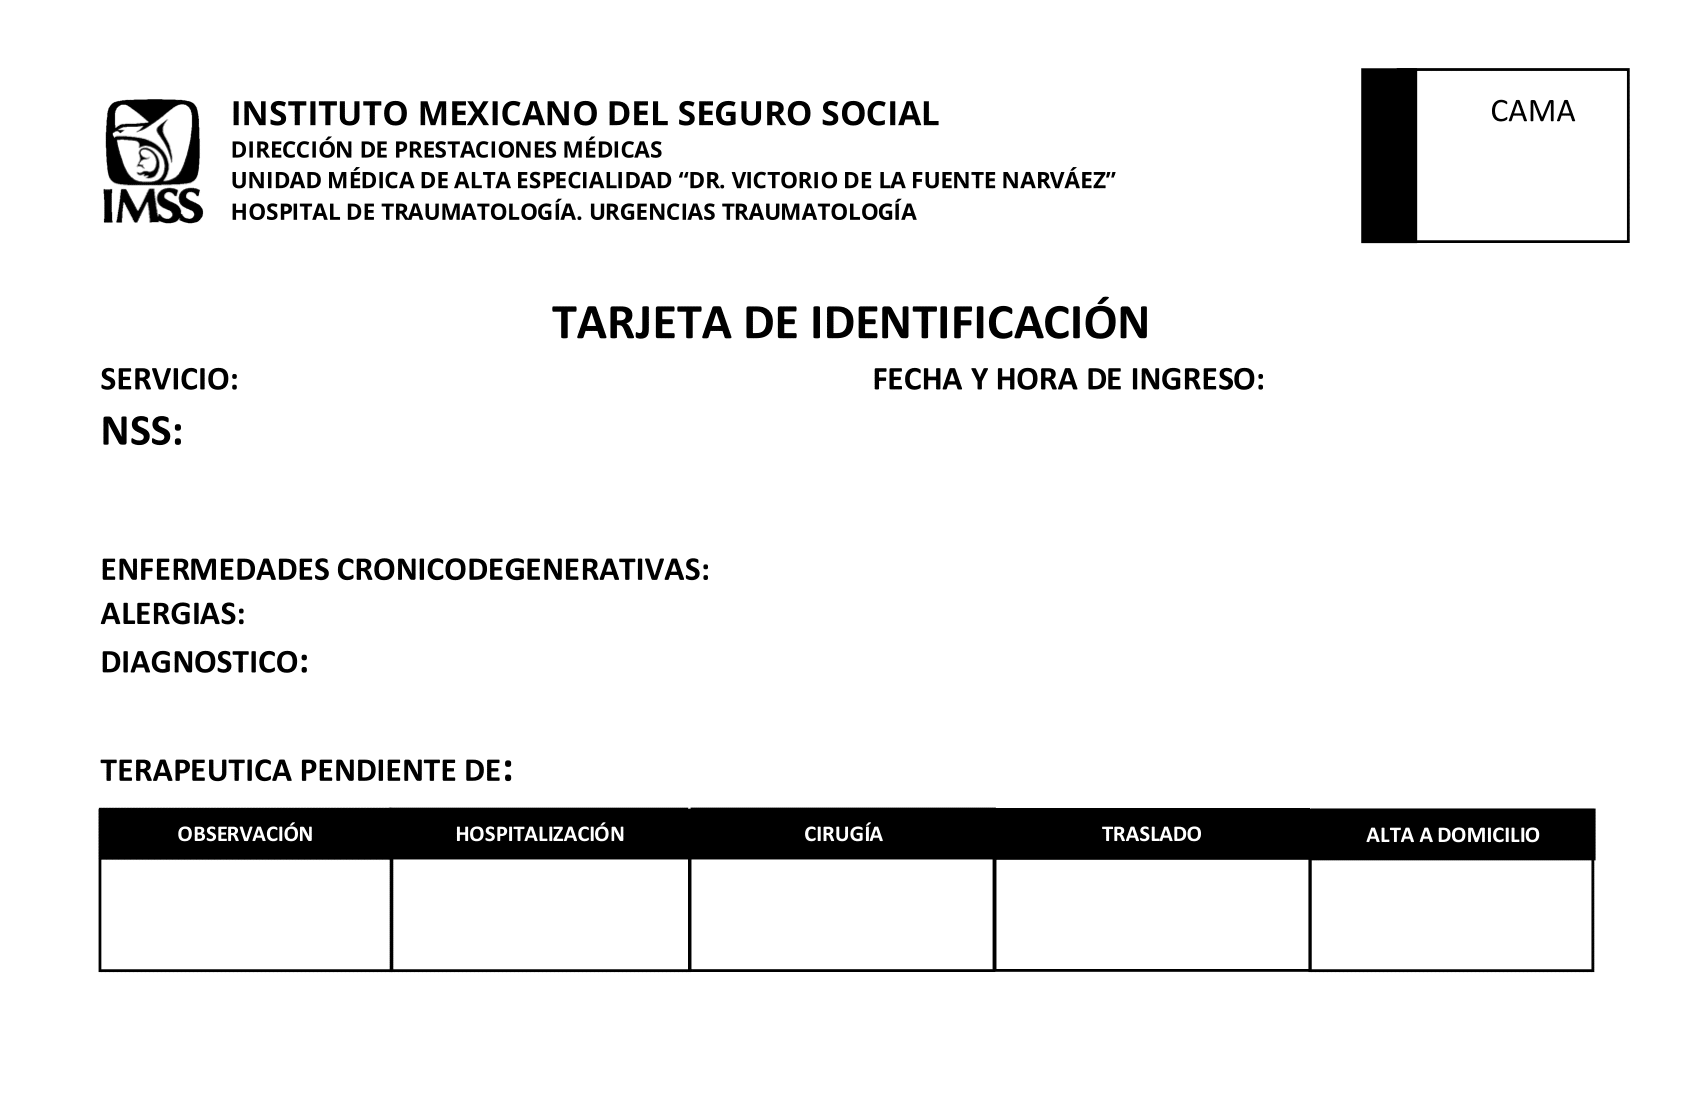 INSTITUTO MEXICANO DEL SEGURO SOCIAL
DIRECCIÓN DE PRESTACIONES MÉDICAS
UNIDAD MÉDICA DE ALTA ESPECIALIDAD “DR. VICTORIO DE LA FUENTE NARVÁEZ”
HOSPITAL DE TRAUMATOLOGÍA. URGENCIAS TRAUMATOLOGÍA
IMSS
CAMA
TARJETA DE IDENTIFICACIÓN
SERVICIO: FECHA Y HORA DE INGRESO:
NSS:
ENFERMEDADES CRONICODEGENERATIVAS:
ALERGIAS:
DIAGNOSTICO:
TERAPEUTICA PENDIENTE DE:
OBSERVACIÓN HOSPITALIZACIÓN CIRUGÍA TRASLADO ALTA A DOMICILIO